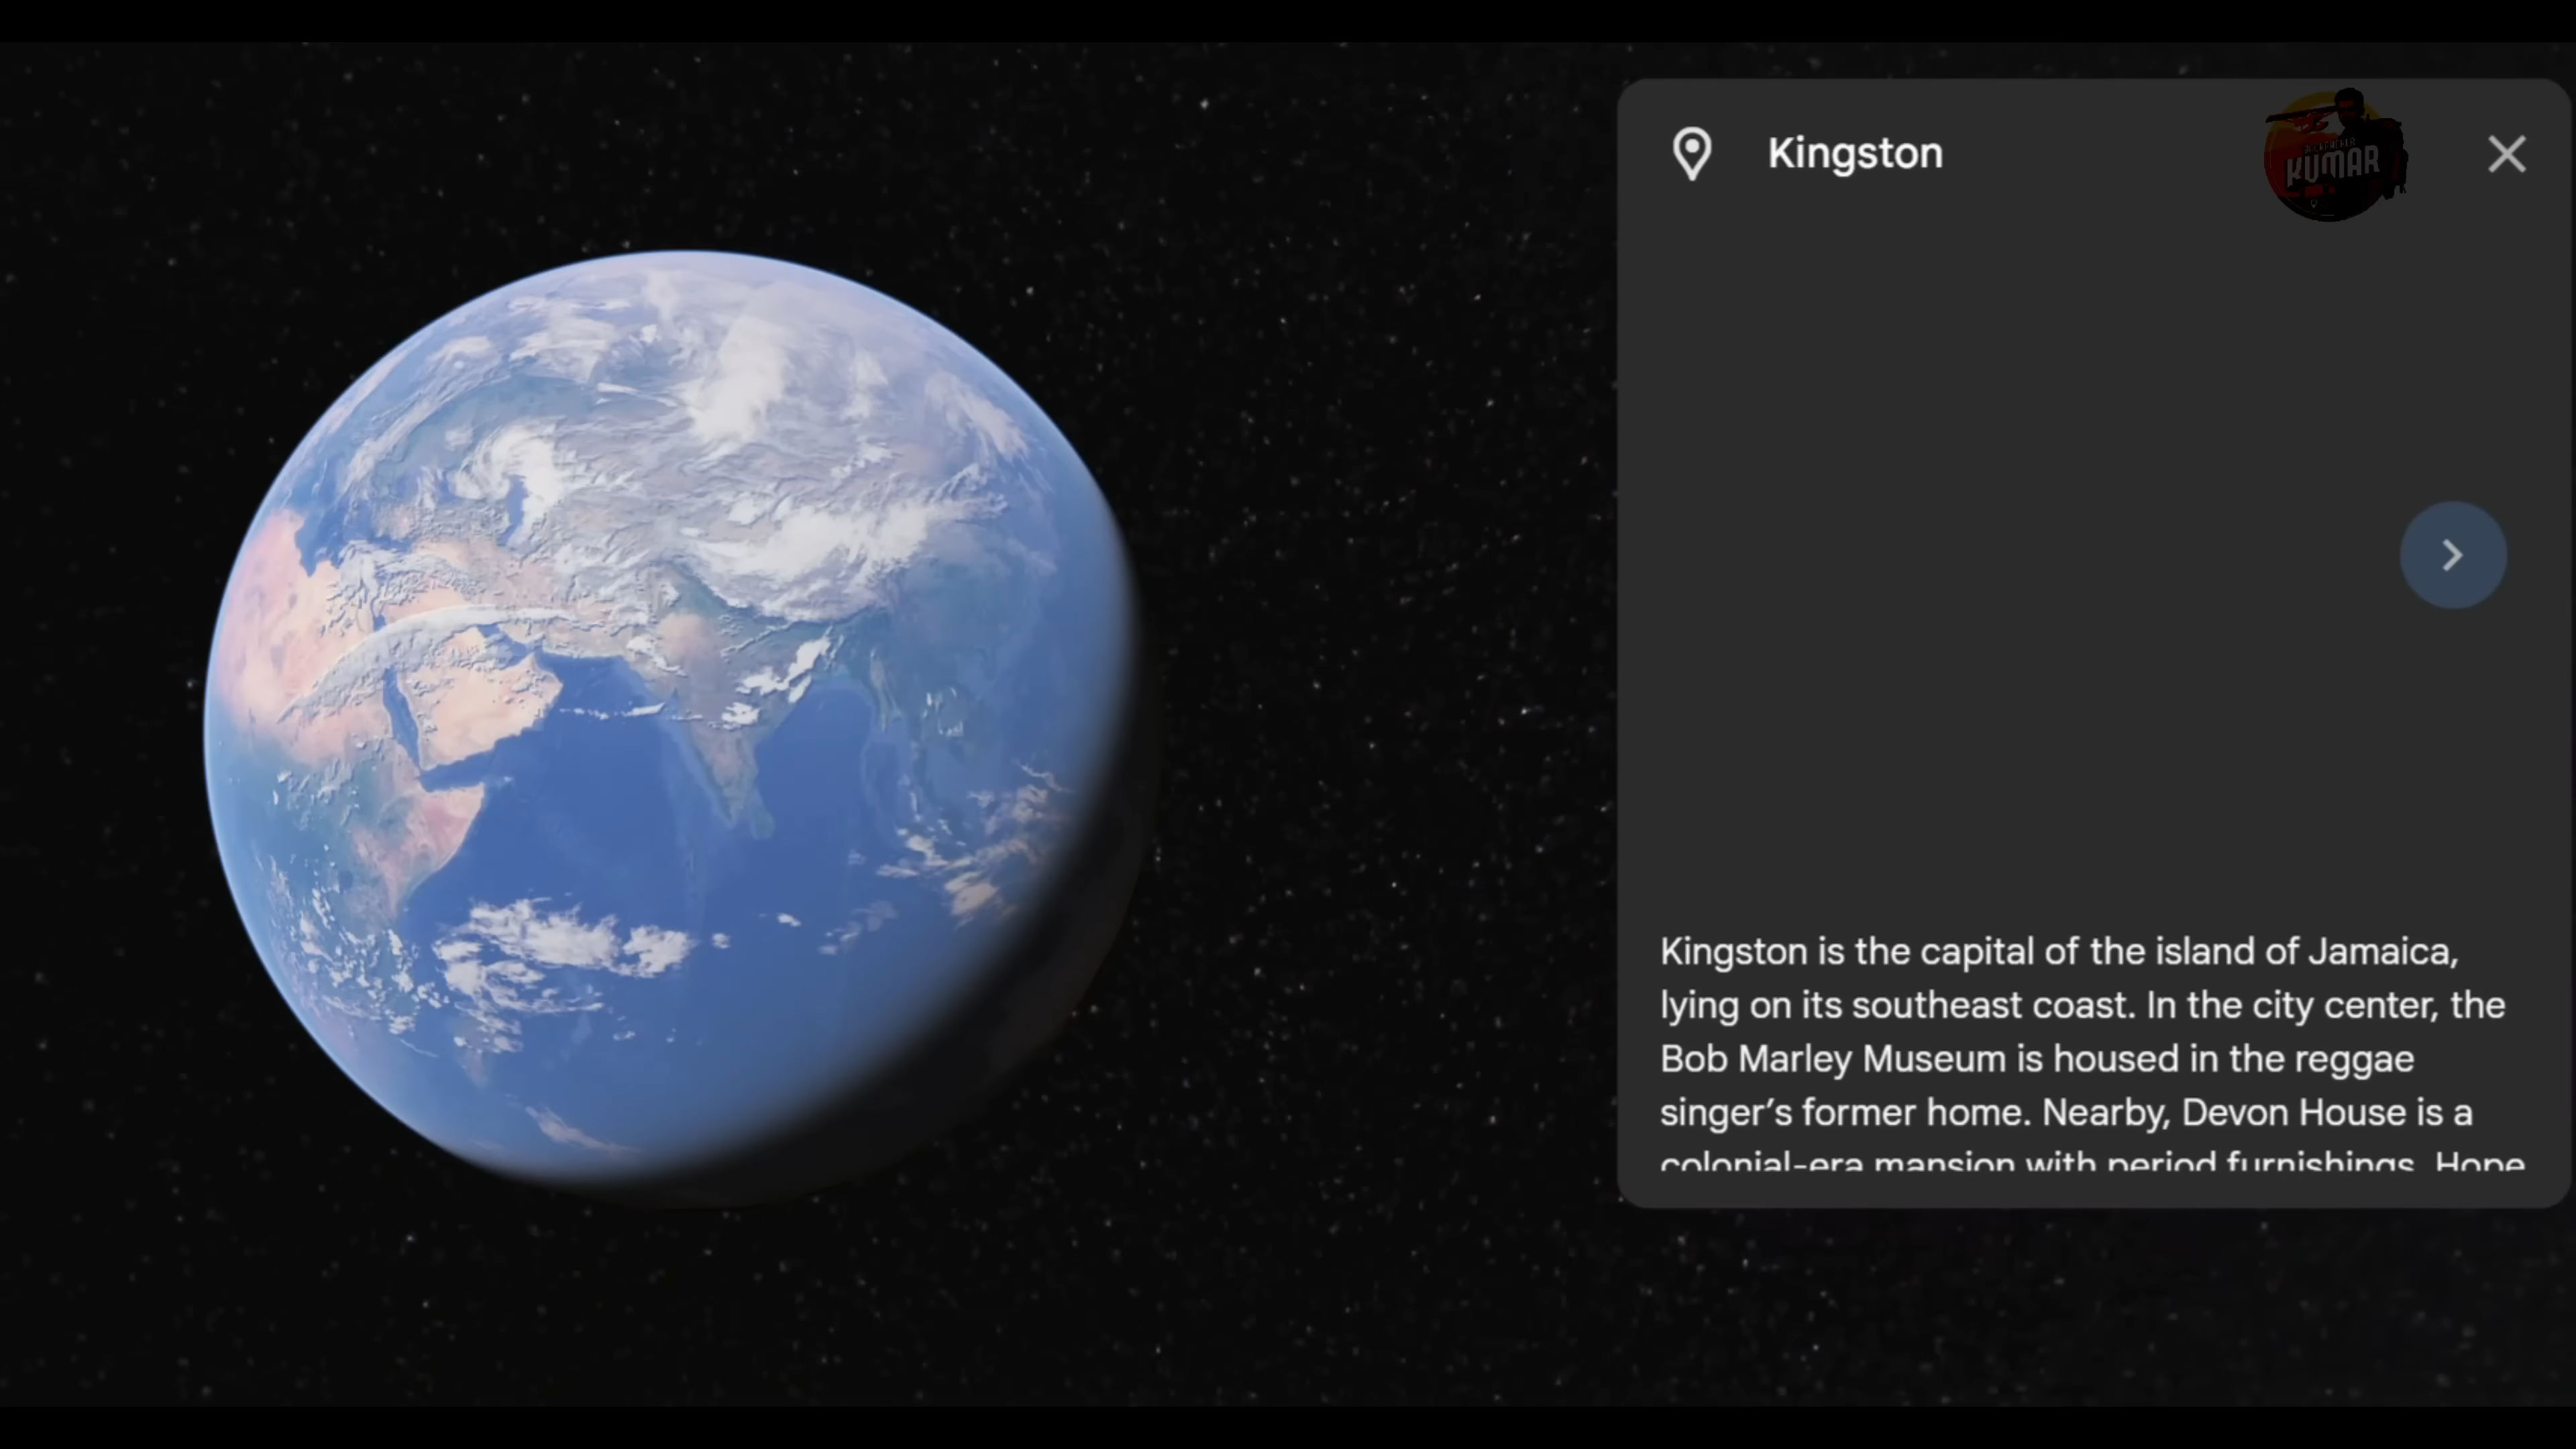 Kingston
KUMAR
Kingston is the capital of the island of Jamaica,
lying on its southeast coast. In the city center, the
Bob Marley Museum is housed in the reggae
singer’s former home. Nearby, Devon House is a
colonial-era mansion with period furnishings. Hope